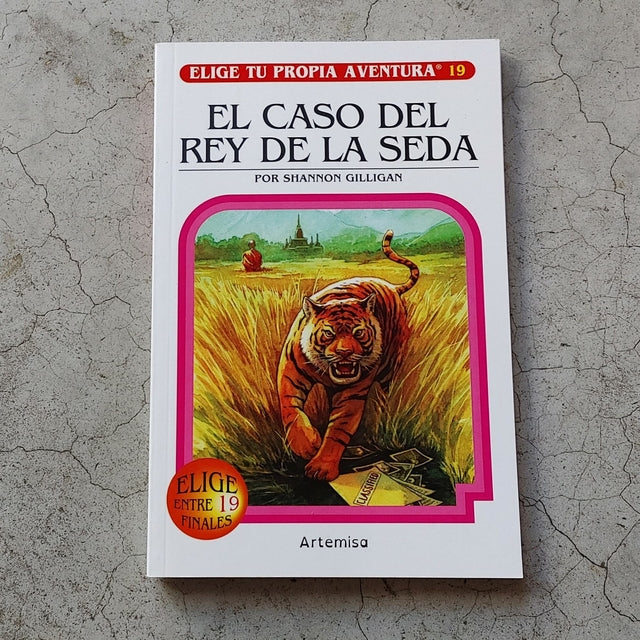 ELIGE TU PROPIA AVENTURA® 19
EL CASO DEL
REY DE LA SEDA
POR SHANNON GILLIGAN
CLASSIFIED
ELIGE
ENTRE 19
FINALES
Artemisa